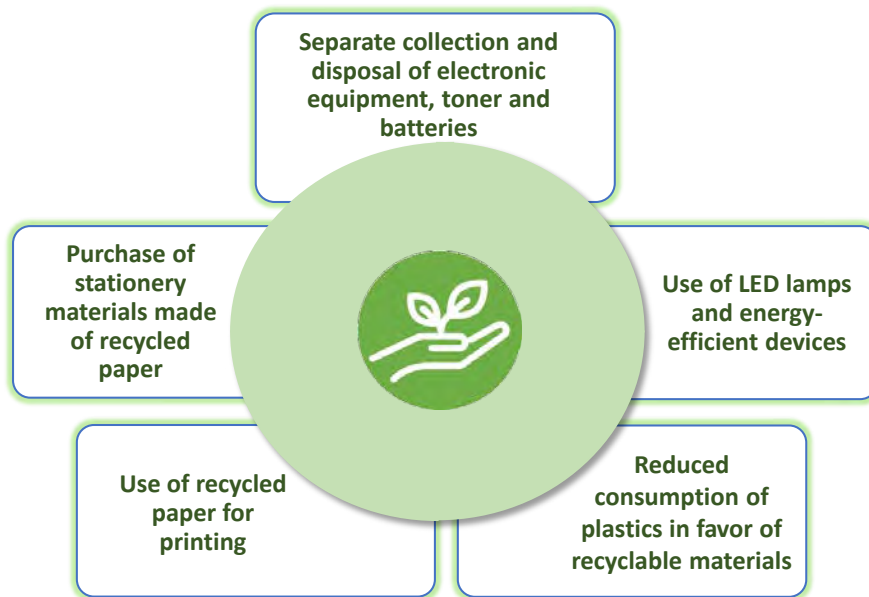 Separate collection and
disposal of electronic
equipment, toner and
batteries
Purchase of
stationery
materials made
of recycled
paper
Use of LED lamps
and energy-
efficient devices
Use of recycled
paper for
printing
Reduced
consumption of
plastics in favor of
recyclable materials